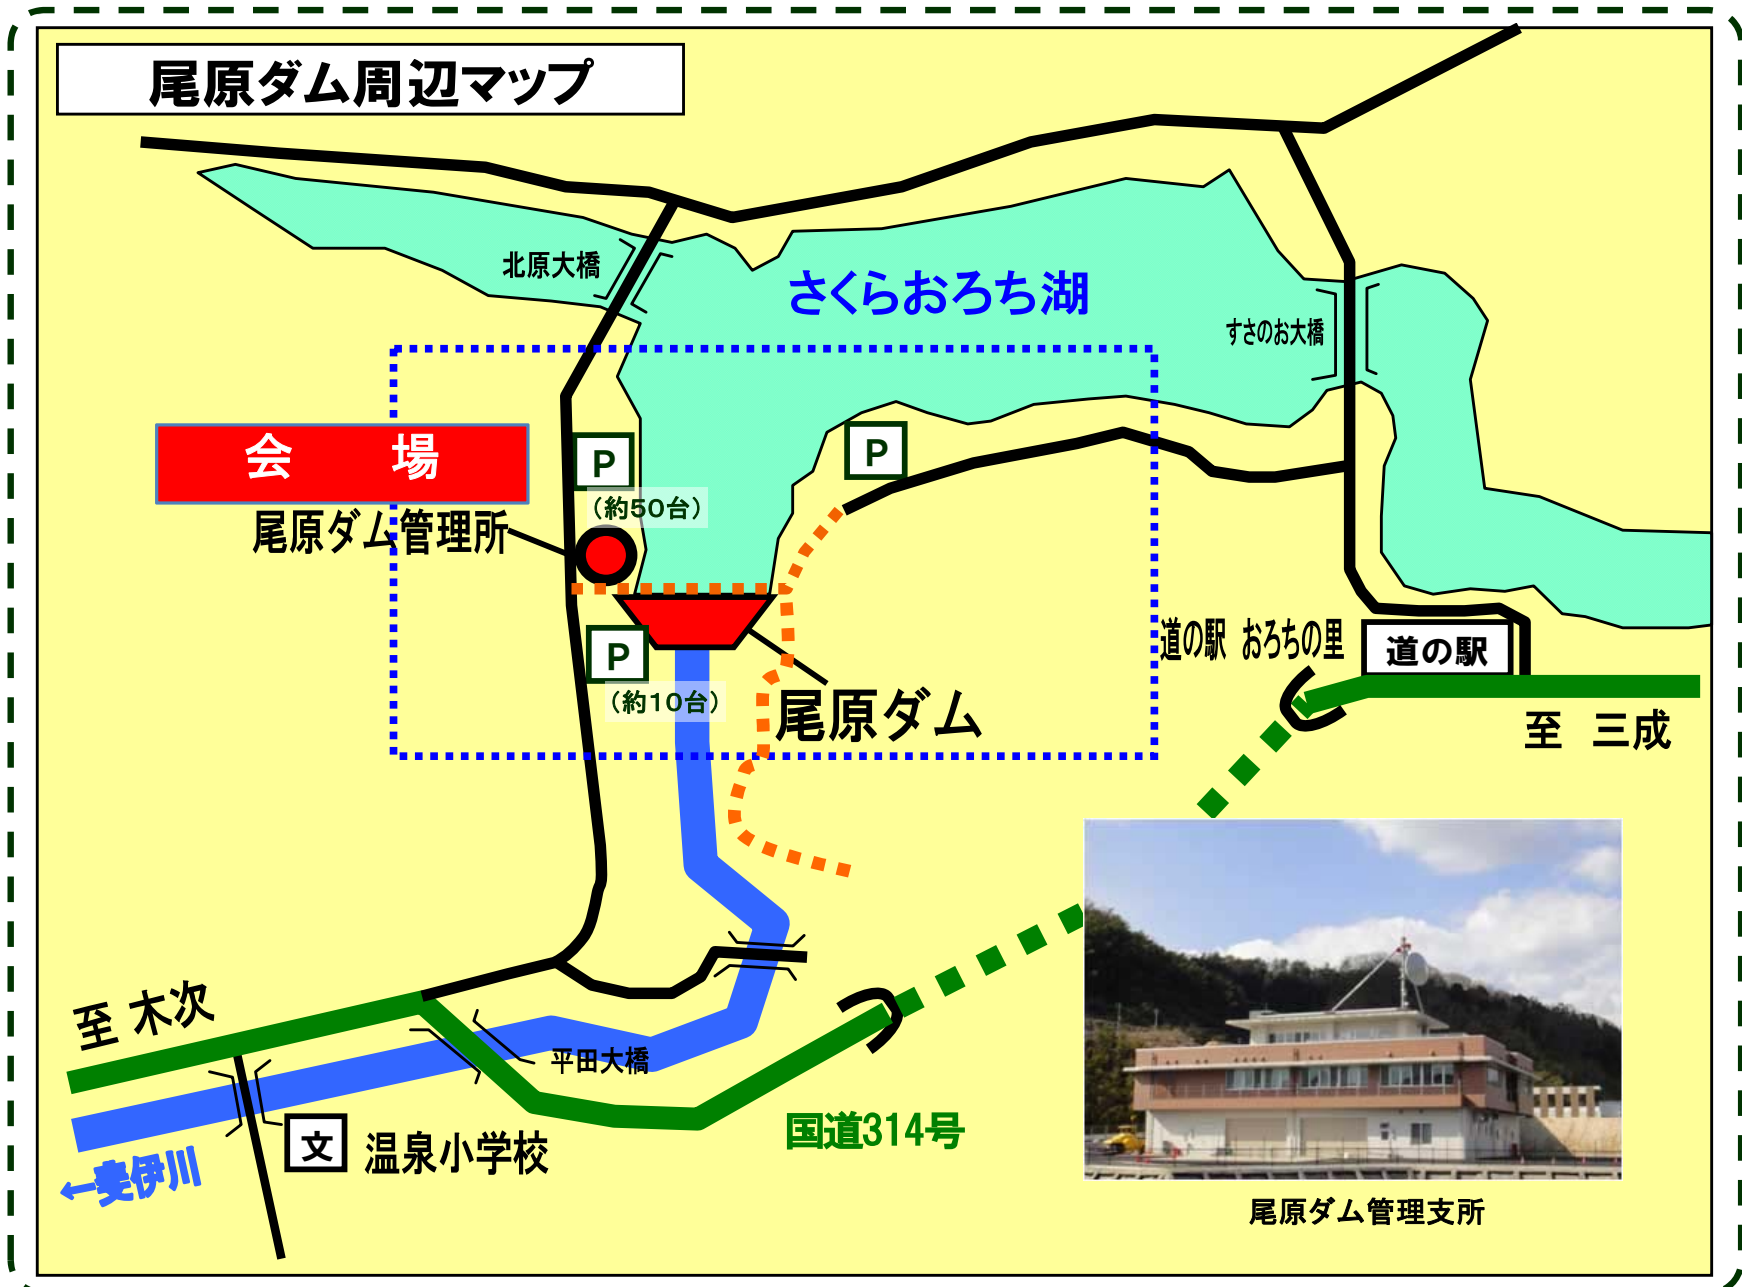 尾原ダム周辺マップ
北原大橋
さくらおろち湖
すさのお大橋
会　　場
P
P
(約50台)
尾原ダム管理所
P
(約10台)
尾原ダム
道の駅　おろちの里
道の駅
至　三成
至 木次
平田大橋
国道314号
文
温泉小学校
←斐伊川
尾原ダム管理支所